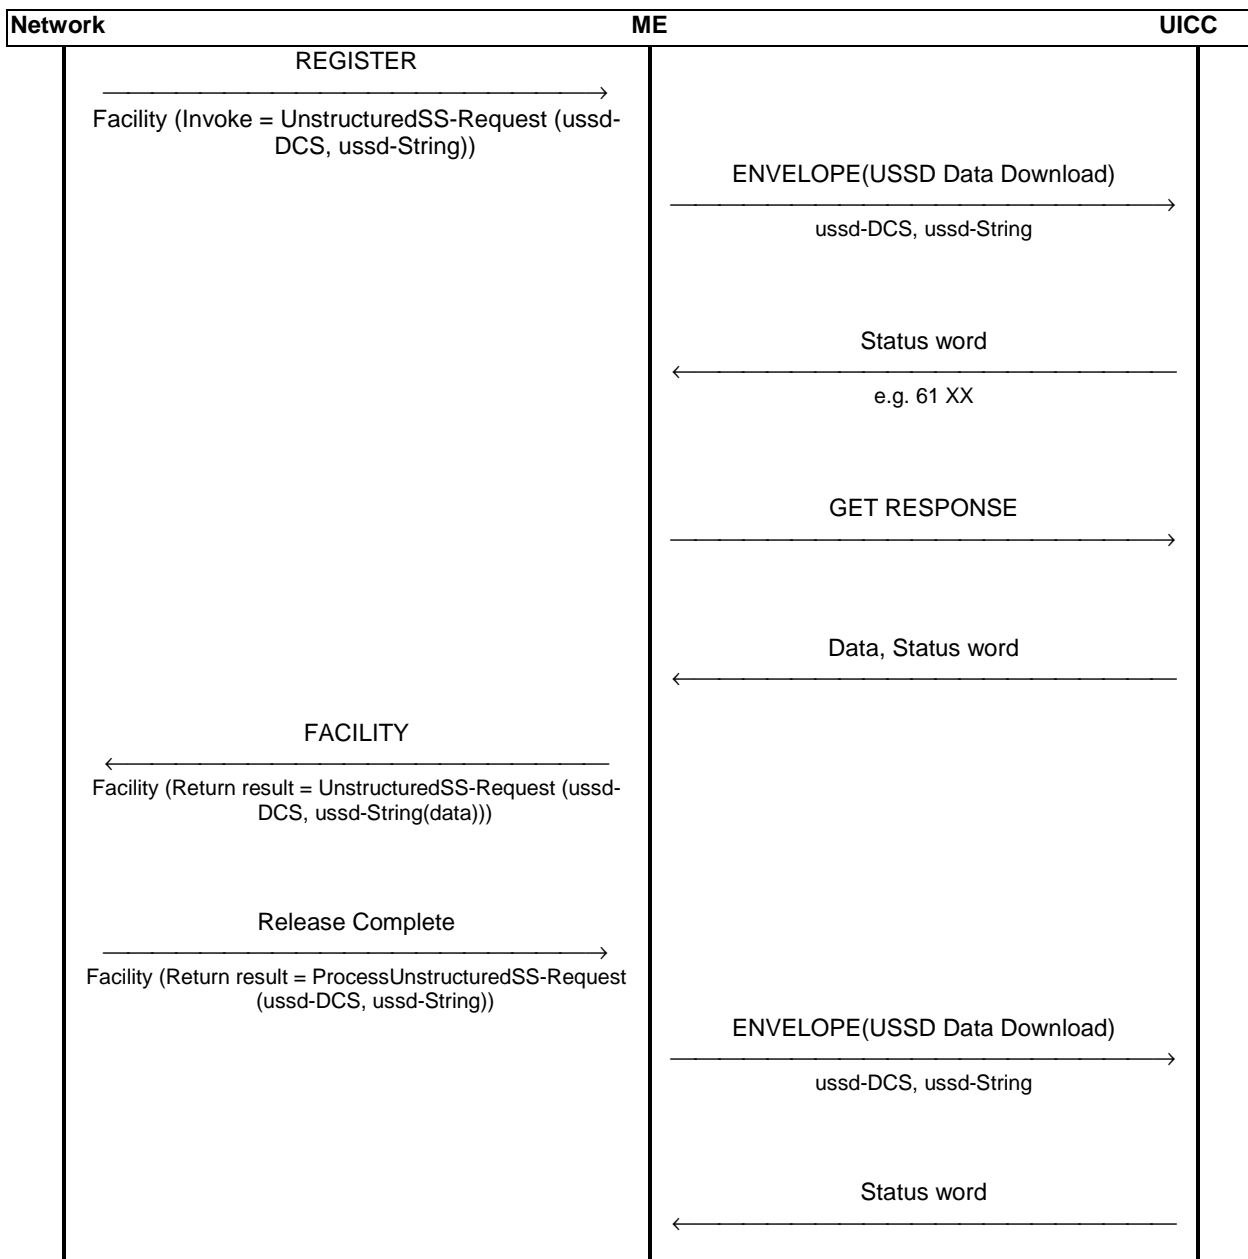 Network ME UICC
REGISTER
Facility (Invoke = UnstructuredSS-Request (ussd-
DCS, ussd-String))
ENVELOPE(USSD Data Download)
ussd-DCS, ussd-String
Status word
e.g. 61 XX
GET RESPONSE
Data, Status word
FACILITY
Facility (Return result = UnstructuredSS-Request (ussd-
DCS, ussd-String(data)))
Release Complete
Facility (Return result = ProcessUnstructuredSS-Request
(ussd-DCS, ussd-String))
ENVELOPE(USSD Data Download)
ussd-DCS, ussd-String
Status word